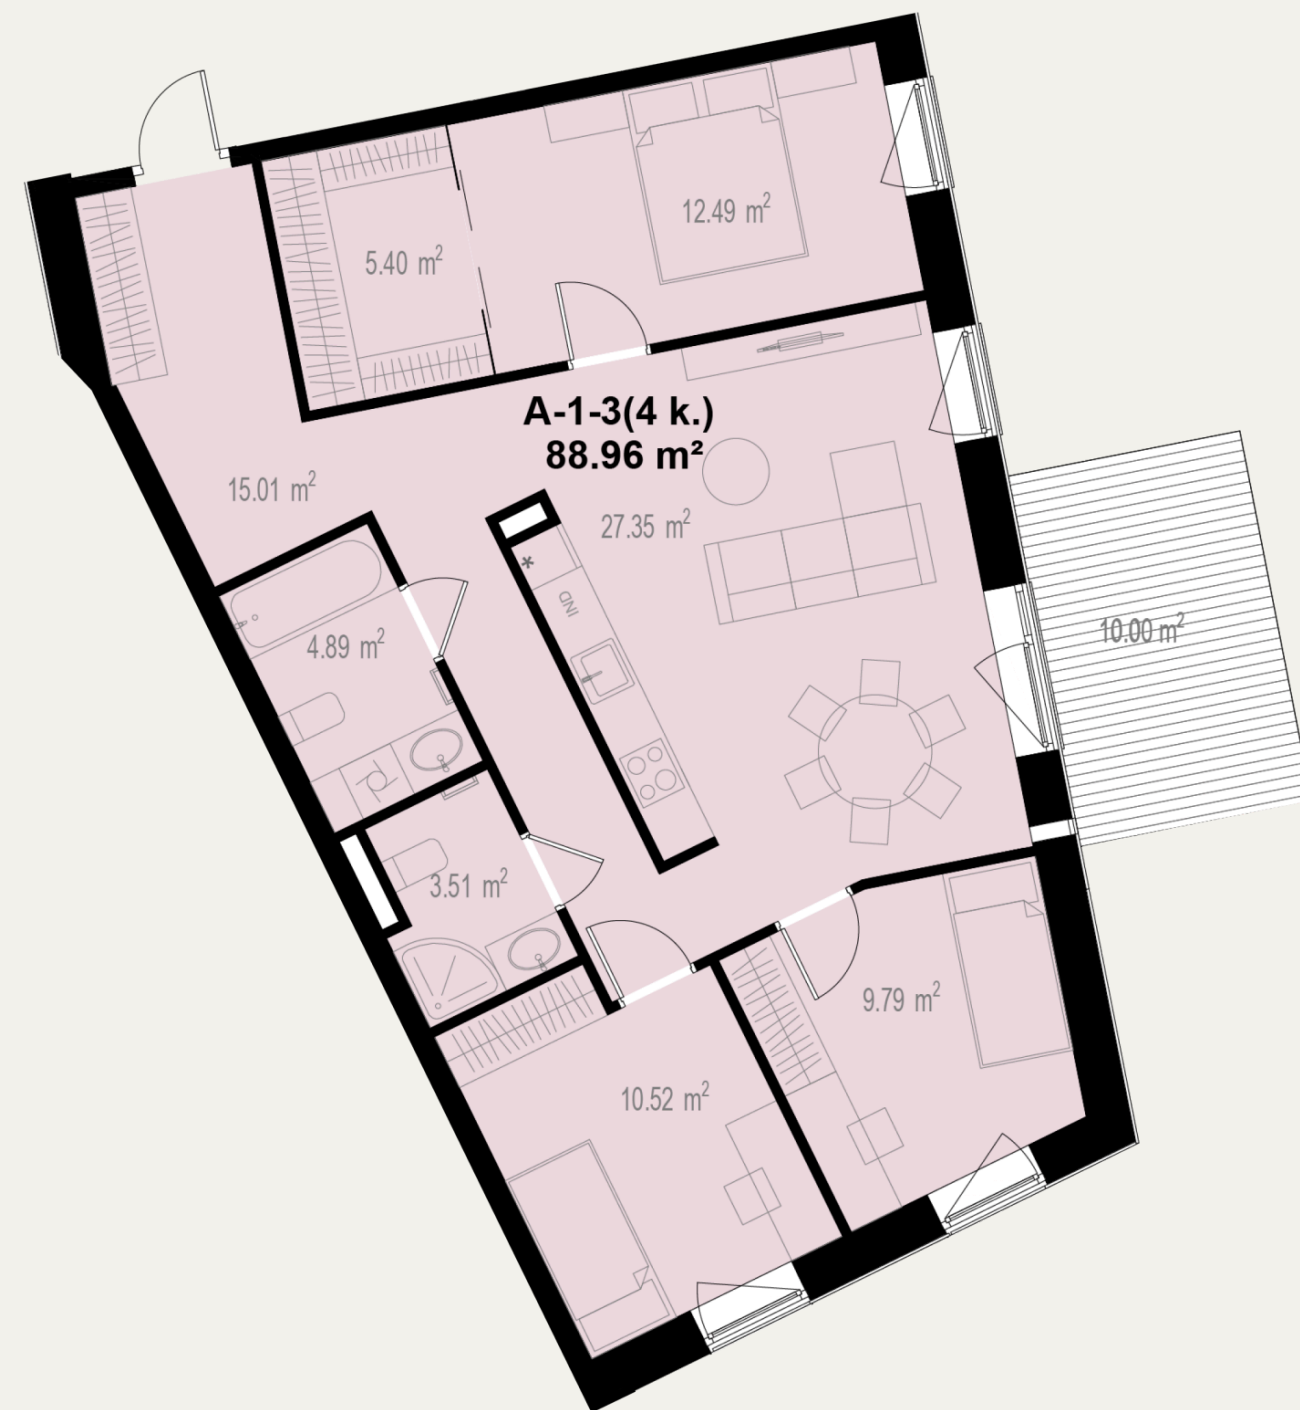 12.49 m²
5.40 m²
A-1-3(4 k.)
88.96 m²
15.01 m²
27.35 m²
*
IND
4.89 m²
10.00 m²
3.51 m²
9.79 m²
10.52 m²